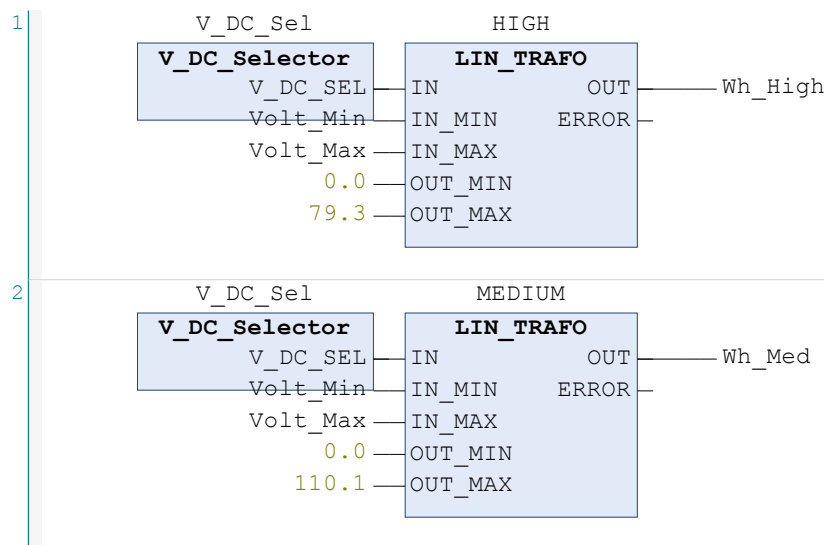 1
V_DC_Sel HIGH
V_DC_Selector LIN_TRAFO
V_DC_SEL IN OUT Wh_High
Volt_Min IN_MIN ERROR
Volt_Max IN_MAX
0.0 OUT_MIN
79.3 OUT_MAX
2
V_DC_Sel MEDIUM
V_DC_Selector LIN_TRAFO
V_DC_SEL IN OUT Wh_Med
Volt_Min IN_MIN ERROR
Volt_Max IN_MAX
0.0 OUT_MIN
110.1 OUT_MAX